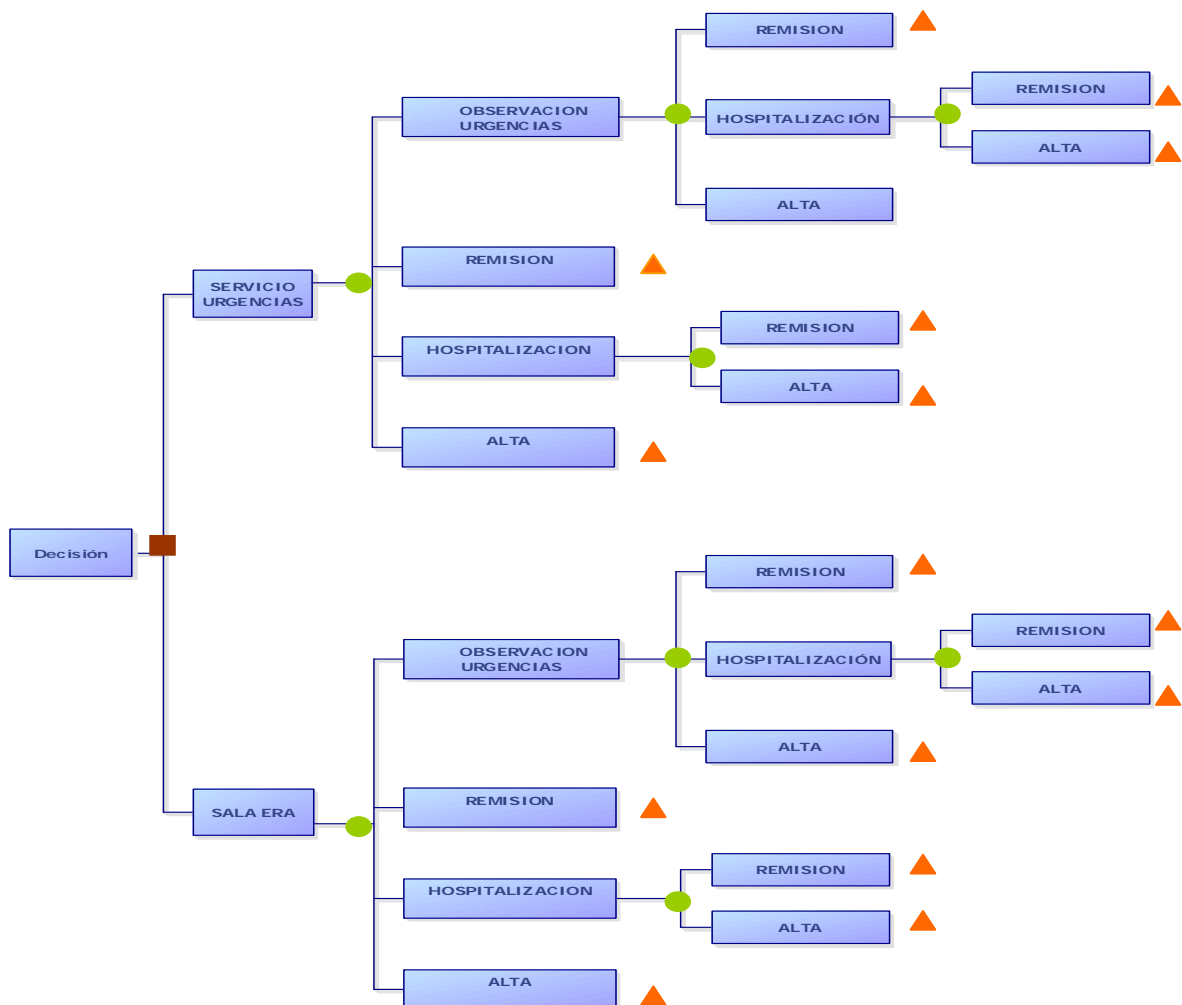 REMISION
REMISION
OBSERVACION
URGENCIAS
HOSPITALIZACIÓN
ALTA
ALTA
REMISION
SERVICIO
URGENCIAS
REMISION
HOSPITALIZACION
ALTA
ALTA
Decisión
REMISION
REMISION
OBSERVACION
URGENCIAS
HOSPITALIZACIÓN
ALTA
ALTA
REMISION
SALA ERA
REMISION
HOSPITALIZACION
ALTA
ALTA